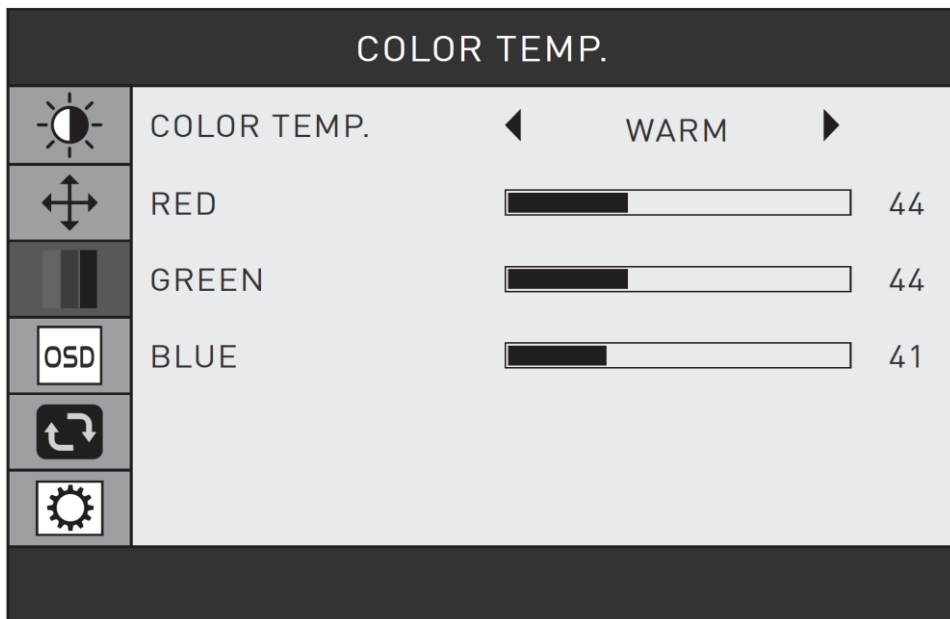 COLOR TEMP.
COLOR TEMP. WARM
RED 44
GREEN 44
OSD BLUE 41